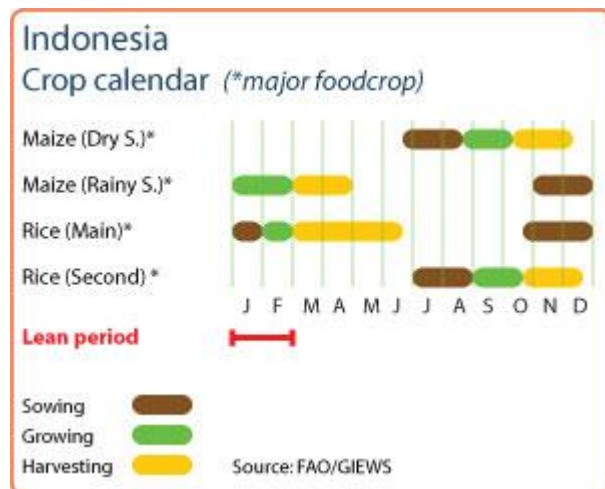 Indonesia
Crop calendar (*major foodcrop)
Maize (Dry S.)*
Maize (Rainy S.)*
Rice (Main)*
Rice (Second) *
J F M A M J J A S O N D
Lean period
Sowing
Growing
Harvesting Source: FAO/GIEWS